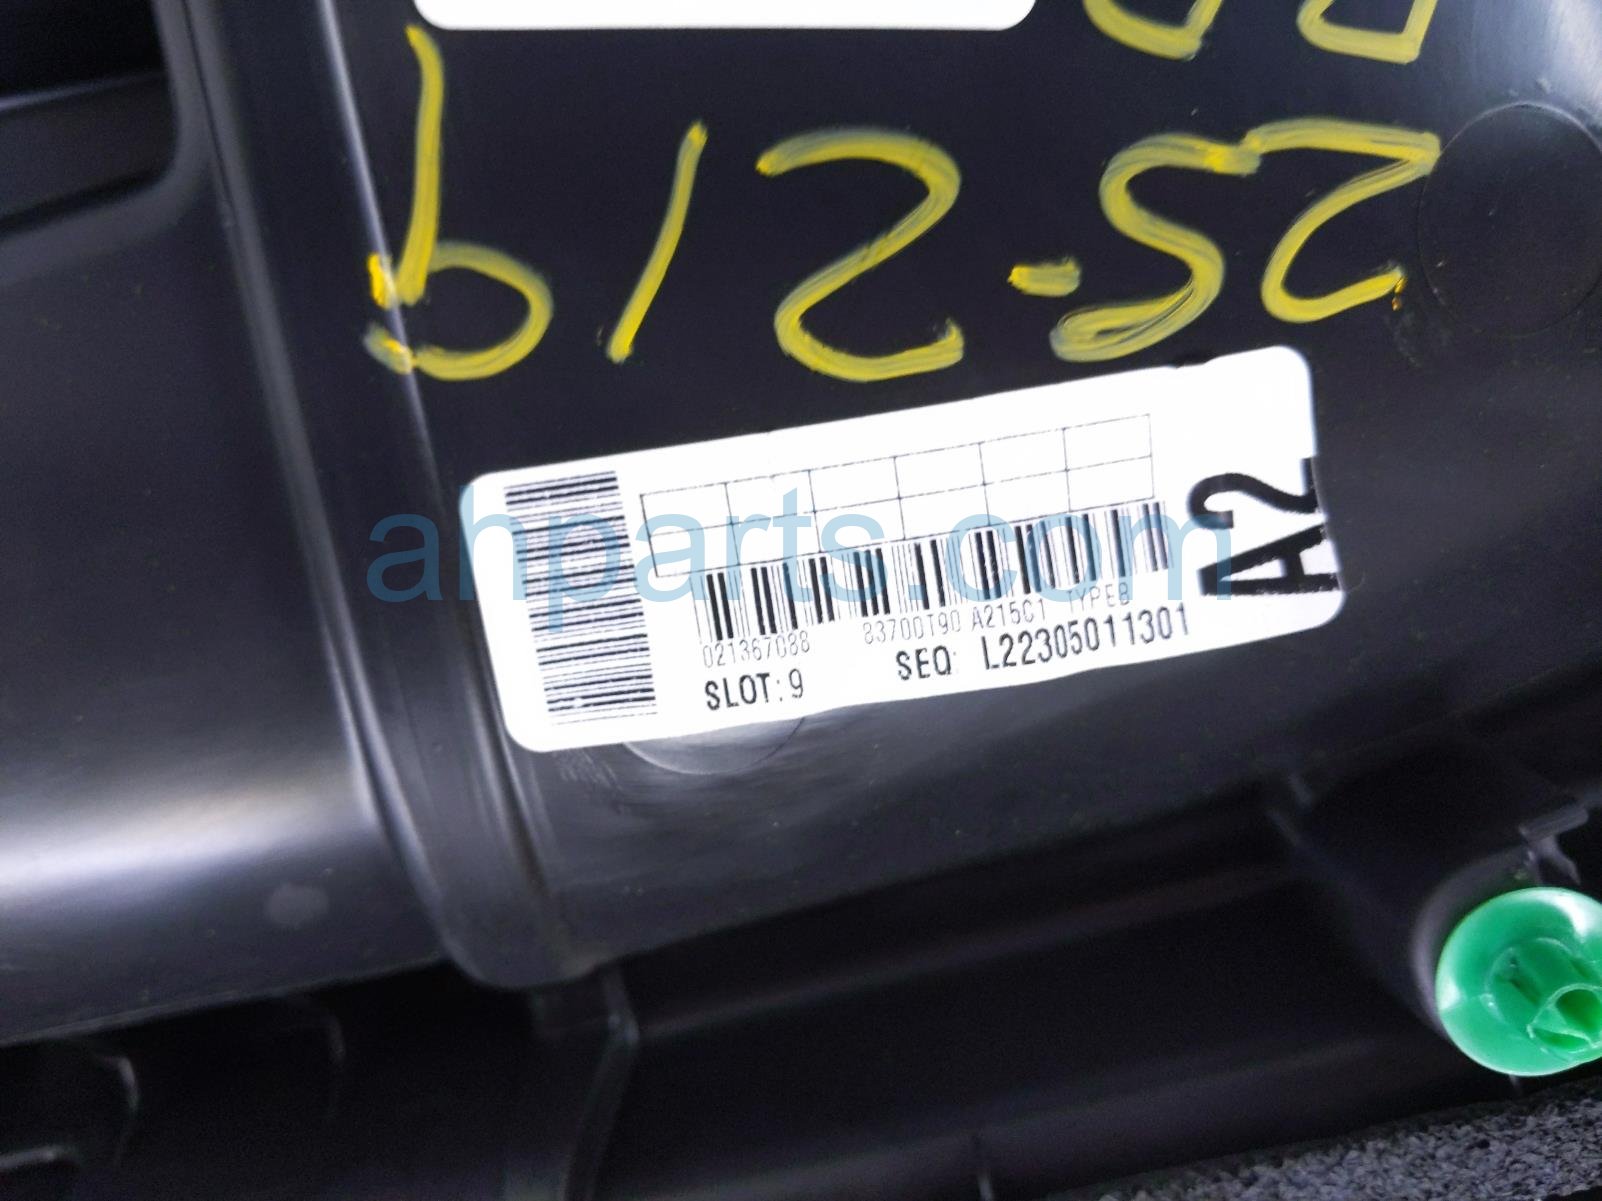 25-219
A2
021367088 83700T90 A215C1 TYPEB
SLOT: 9 SEQ: L22305011301
ahparts.com